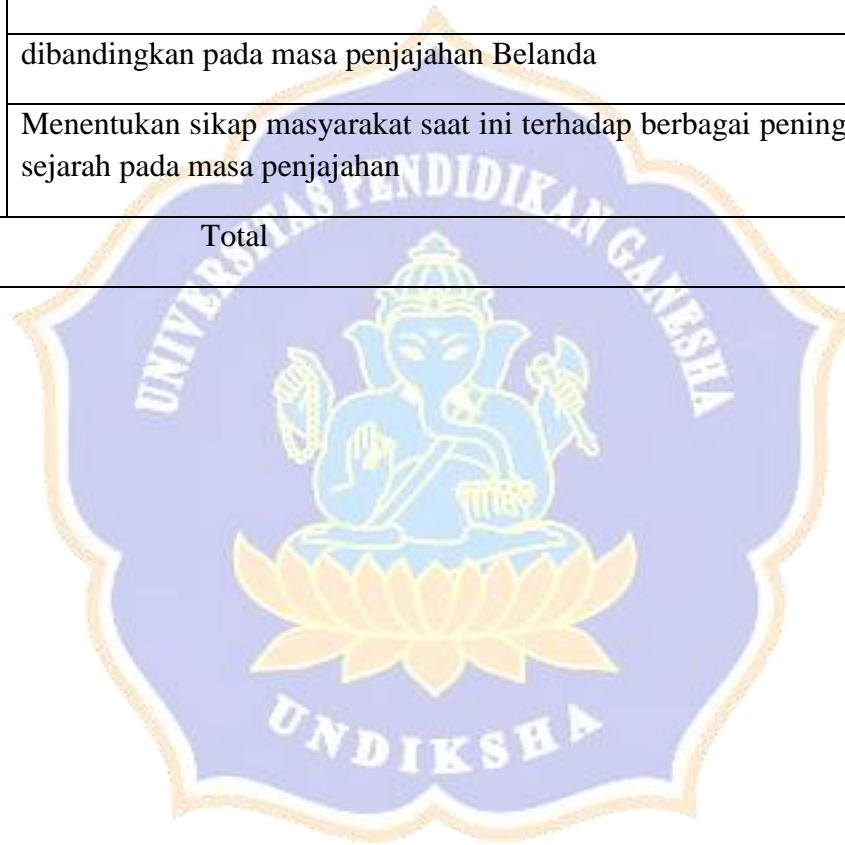 dibandingkan pada masa penjajahan Belanda
Menentukan sikap masyarakat saat ini terhadap berbagai pening
sejarah pada masa penjajahan
Total
UNIVERSITAS PENDIDIKAN GANESHA
UNDIKSHA